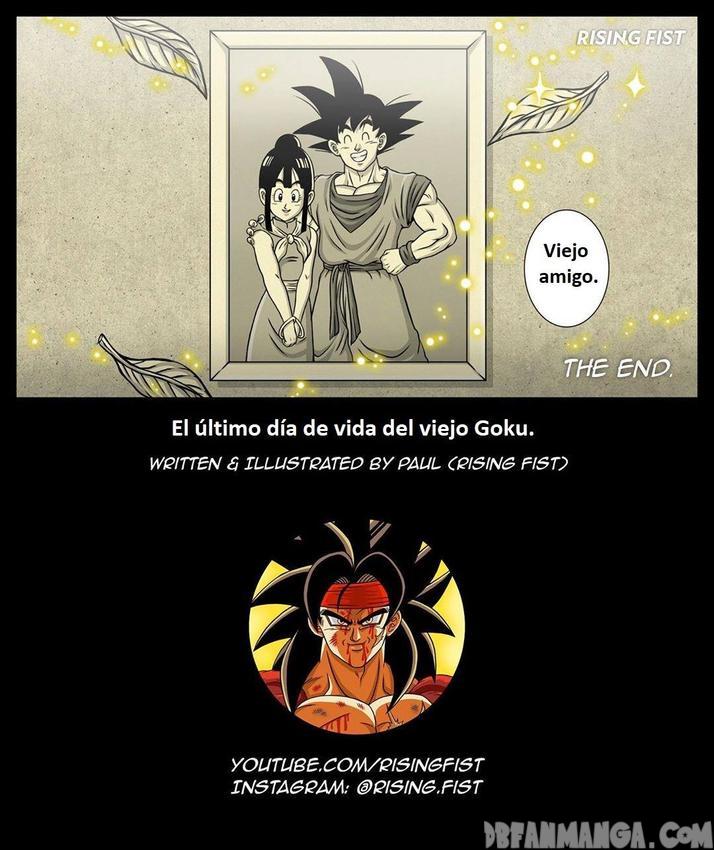 RISING FIST
Viejo
amigo.
THE END.
El último día de vida del viejo Goku.
WRITTEN & ILLUSTRATED BY PAUL (RISING FIST)
YOUTUBE.COM/RISINGFIST
INSTAGRAM: @RISING.FIST
DBFANMANGA.COM